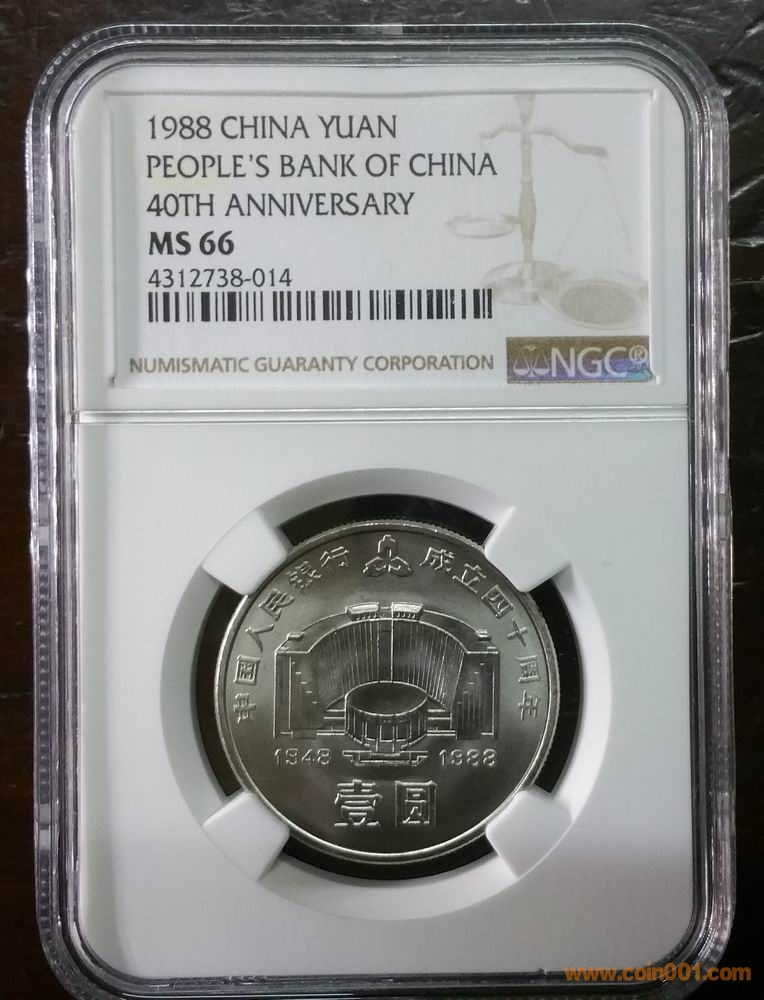 1988 CHINA YUAN
PEOPLE'S BANK OF CHINA
40TH ANNIVERSARY
MS 66
4312738-014
NUMISMATIC GUARANTY CORPORATION
NGC®
中国人民银行 成立四十周年
1948 1988
壹圆
www.coin001.com